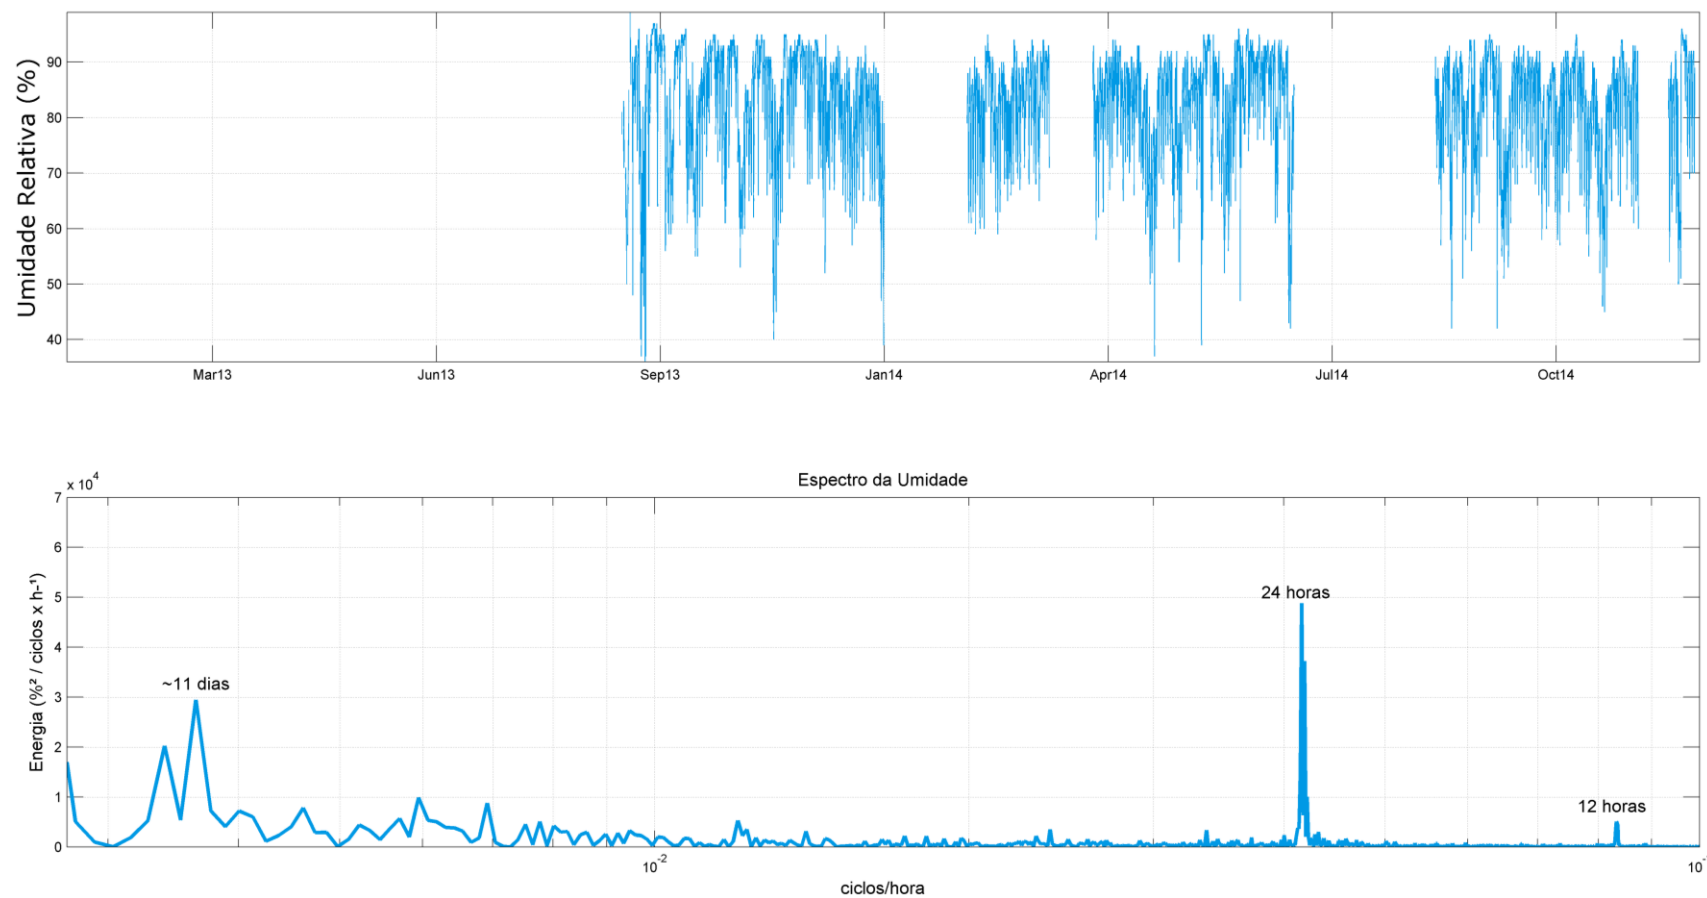 Umidade Relativa (%)
90
80
70
60
50
40
Mar13 Jun13 Sep13 Jan14 Apr14 Jul14 Oct14
Espectro da Umidade
x 10⁴
Energia (%² / ciclos x h-¹)
7
6
5
4
3
2
1
0
24 horas
~11 dias
12 horas
10⁻²
ciclos/hora